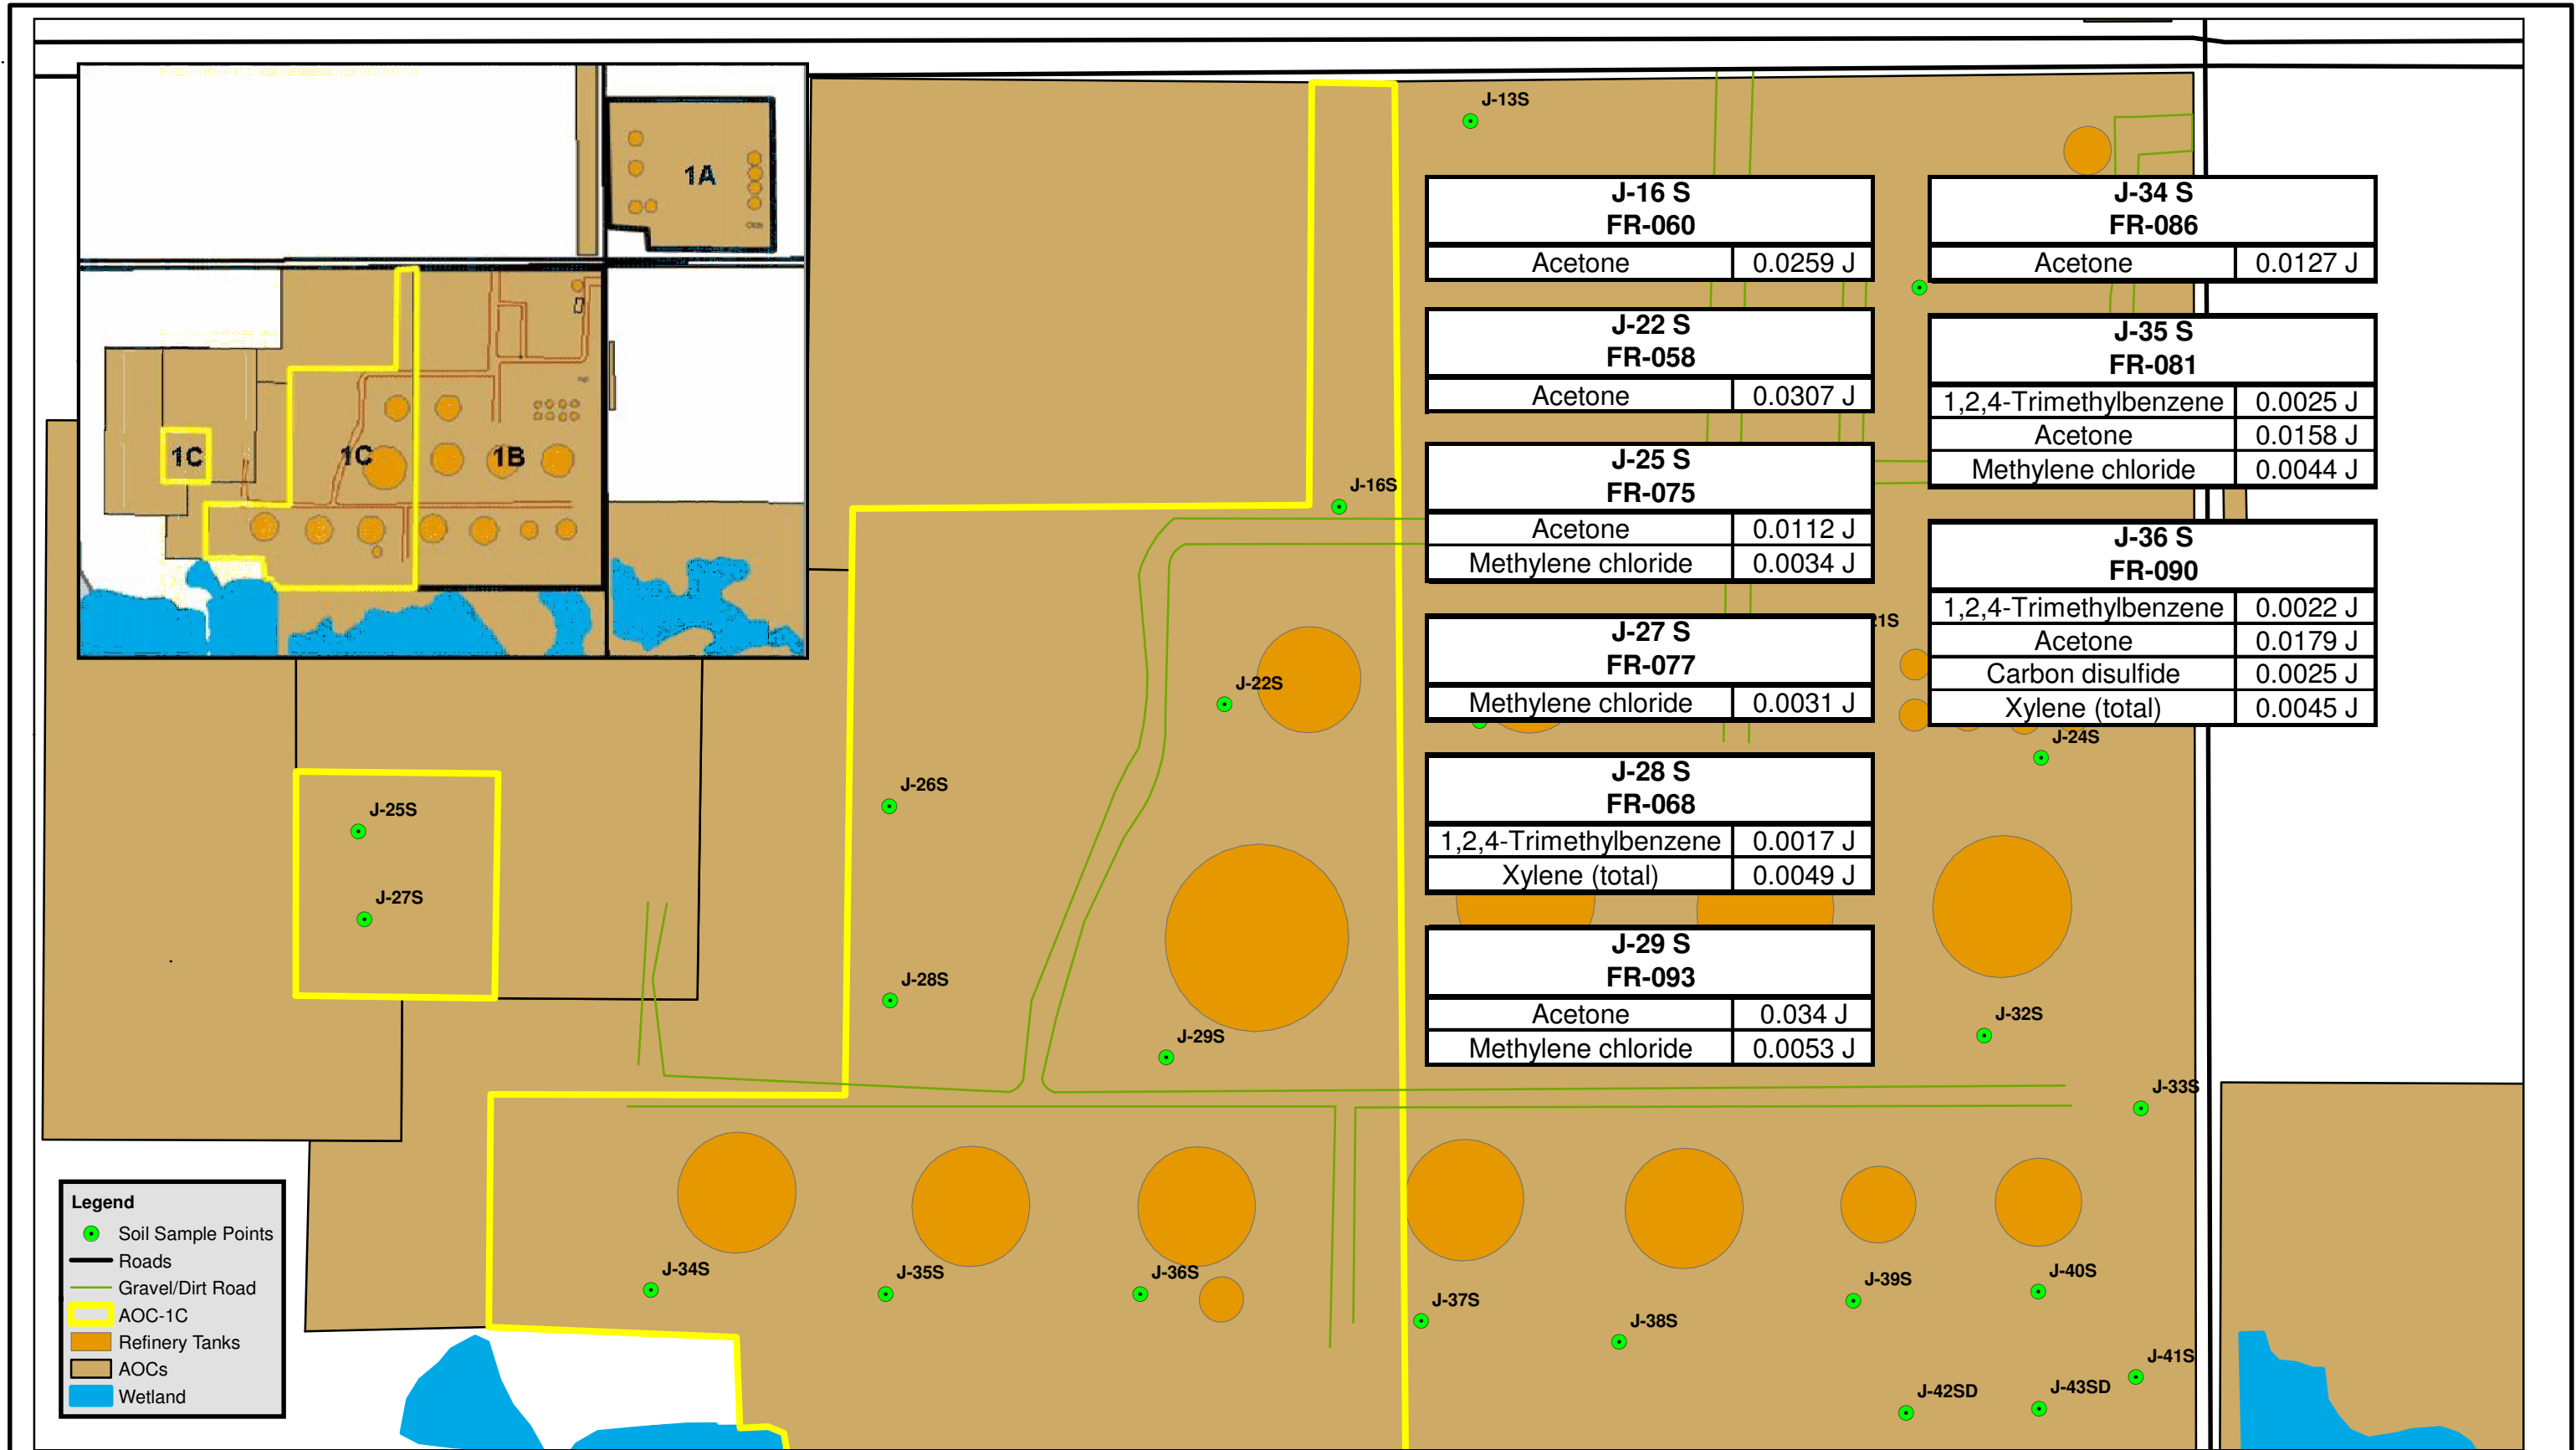 1A
1C
1C
1B
J-13S
J-16S
J-22S
J-26S
J-25S
J-27S
J-28S
J-29S
21S
J-24S
J-32S
J-33S
J-34S
J-35S
J-36S
J-37S
J-38S
J-39S
J-40S
J-41S
J-42SD
J-43SD
J-16 S
FR-060
Acetone 0.0259 J
J-22 S
FR-058
Acetone 0.0307 J
J-25 S
FR-075
Acetone 0.0112 J
Methylene chloride 0.0034 J
J-27 S
FR-077
Methylene chloride 0.0031 J
J-28 S
FR-068
1,2,4-Trimethylbenzene 0.0017 J
Xylene (total) 0.0049 J
J-29 S
FR-093
Acetone 0.034 J
Methylene chloride 0.0053 J
J-34 S
FR-086
Acetone 0.0127 J
J-35 S
FR-081
1,2,4-Trimethylbenzene 0.0025 J
Acetone 0.0158 J
Methylene chloride 0.0044 J
J-36 S
FR-090
1,2,4-Trimethylbenzene 0.0022 J
Acetone 0.0179 J
Carbon disulfide 0.0025 J
Xylene (total) 0.0045 J
Legend
Soil Sample Points
Roads
Gravel/Dirt Road
AOC-1C
Refinery Tanks
AOCs
Wetland